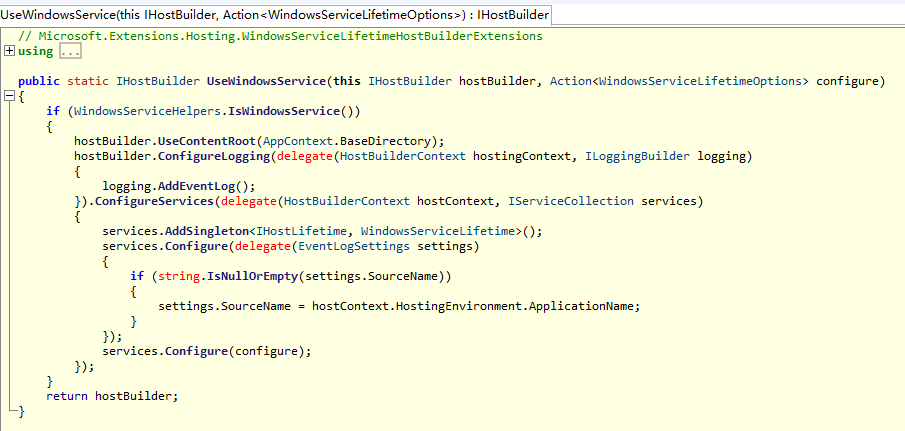 UseWindowsService(this IHostBuilder, Action<WindowsServiceLifetimeOptions>) : IHostBuilder
// Microsoft.Extensions.Hosting.WindowsServiceLifetimeHostBuilderExtensions
using ...
public static IHostBuilder UseWindowsService(this IHostBuilder hostBuilder, Action<WindowsServiceLifetimeOptions> configure)
{
    if (WindowsServiceHelpers.IsWindowsService())
    {
        hostBuilder.UseContentRoot(AppContext.BaseDirectory);
        hostBuilder.ConfigureLogging(delegate(HostBuilderContext hostingContext, ILoggingBuilder logging)
        {
            logging.AddEventLog();
        }).ConfigureServices(delegate(HostBuilderContext hostContext, IServiceCollection services)
        {
            services.AddSingleton<IHostLifetime, WindowsServiceLifetime>();
            services.Configure(delegate(EventLogSettings settings)
            {
                if (string.IsNullOrEmpty(settings.SourceName))
                {
                    settings.SourceName = hostContext.HostingEnvironment.ApplicationName;
                }
            });
            services.Configure(configure);
        });
    }
    return hostBuilder;
}